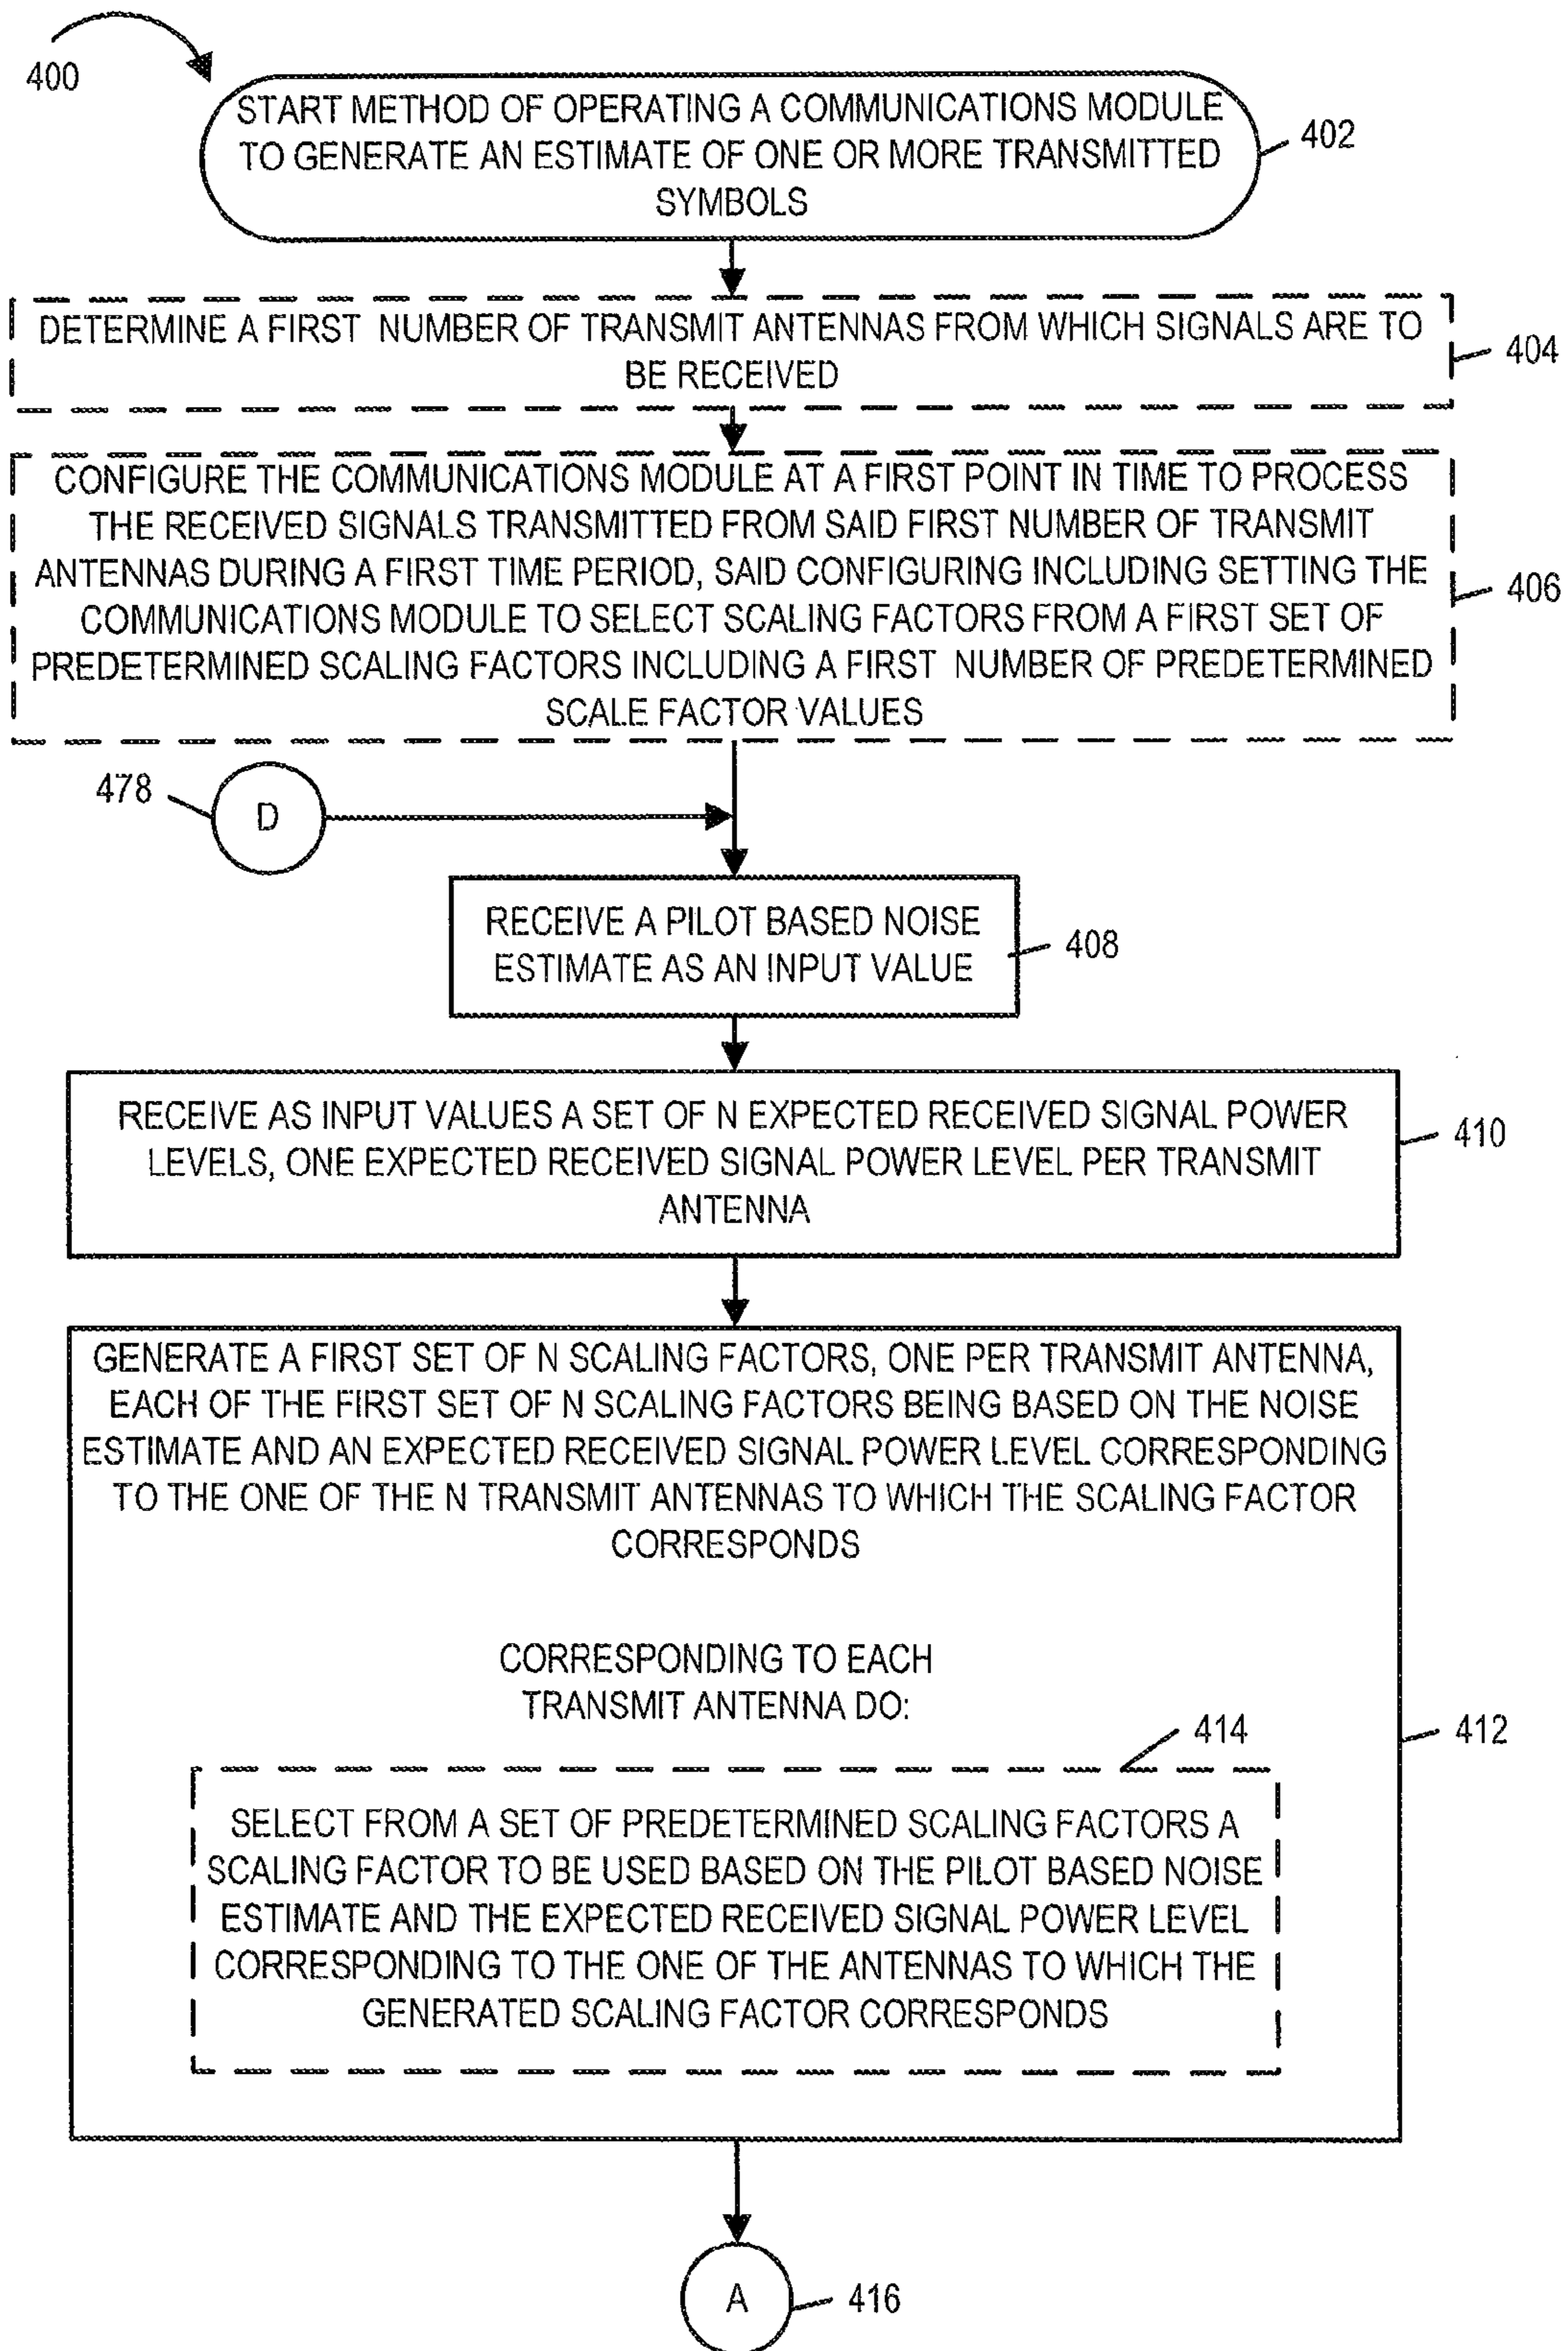 400
START METHOD OF OPERATING A COMMUNICATIONS MODULE
TO GENERATE AN ESTIMATE OF ONE OR MORE TRANSMITTED
SYMBOLS
402
DETERMINE A FIRST NUMBER OF TRANSMIT ANTENNAS FROM WHICH SIGNALS ARE TO
BE RECEIVED
404
CONFIGURE THE COMMUNICATIONS MODULE AT A FIRST POINT IN TIME TO PROCESS
THE RECEIVED SIGNALS TRANSMITTED FROM SAID FIRST NUMBER OF TRANSMIT
ANTENNAS DURING A FIRST TIME PERIOD, SAID CONFIGURING INCLUDING SETTING THE
COMMUNICATIONS MODULE TO SELECT SCALING FACTORS FROM A FIRST SET OF
PREDETERMINED SCALING FACTORS INCLUDING A FIRST NUMBER OF PREDETERMINED
SCALE FACTOR VALUES
406
478
D
RECEIVE A PILOT BASED NOISE
ESTIMATE AS AN INPUT VALUE
408
RECEIVE AS INPUT VALUES A SET OF N EXPECTED RECEIVED SIGNAL POWER
LEVELS, ONE EXPECTED RECEIVED SIGNAL POWER LEVEL PER TRANSMIT
ANTENNA
410
GENERATE A FIRST SET OF N SCALING FACTORS, ONE PER TRANSMIT ANTENNA,
EACH OF THE FIRST SET OF N SCALING FACTORS BEING BASED ON THE NOISE
ESTIMATE AND AN EXPECTED RECEIVED SIGNAL POWER LEVEL CORRESPONDING
TO THE ONE OF THE N TRANSMIT ANTENNAS TO WHICH THE SCALING FACTOR
CORRESPONDS
CORRESPONDING TO EACH
TRANSMIT ANTENNA DO:
412
414
SELECT FROM A SET OF PREDETERMINED SCALING FACTORS A
SCALING FACTOR TO BE USED BASED ON THE PILOT BASED NOISE
ESTIMATE AND THE EXPECTED RECEIVED SIGNAL POWER LEVEL
CORRESPONDING TO THE ONE OF THE ANTENNAS TO WHICH THE
GENERATED SCALING FACTOR CORRESPONDS
A
416